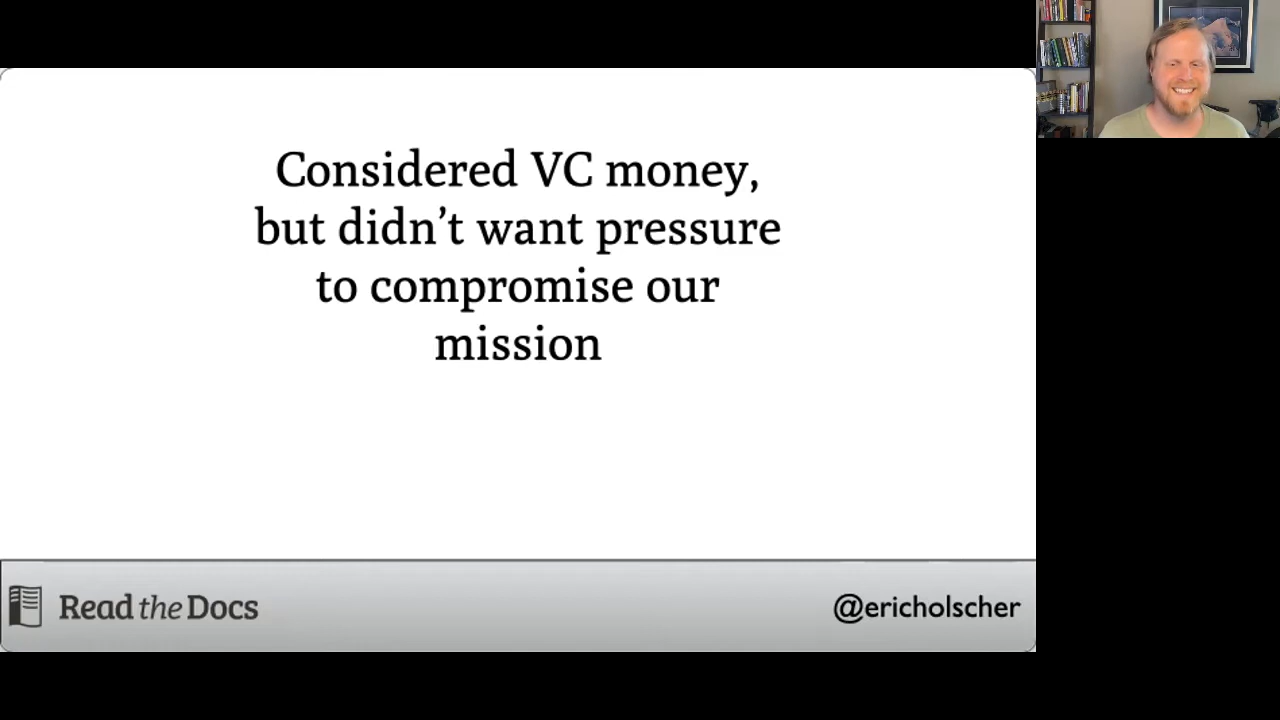 Considered VC money,
but didn’t want pressure
to compromise our
mission
Read the Docs
@ericholscher